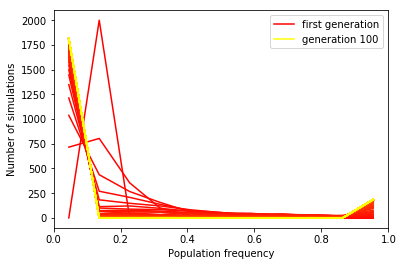 2000
1750
1500
1250
1000
750
500
250
0
Number of simulations
first generation
generation 100
0.0 0.2 0.4 0.6 0.8 1.0
Population frequency